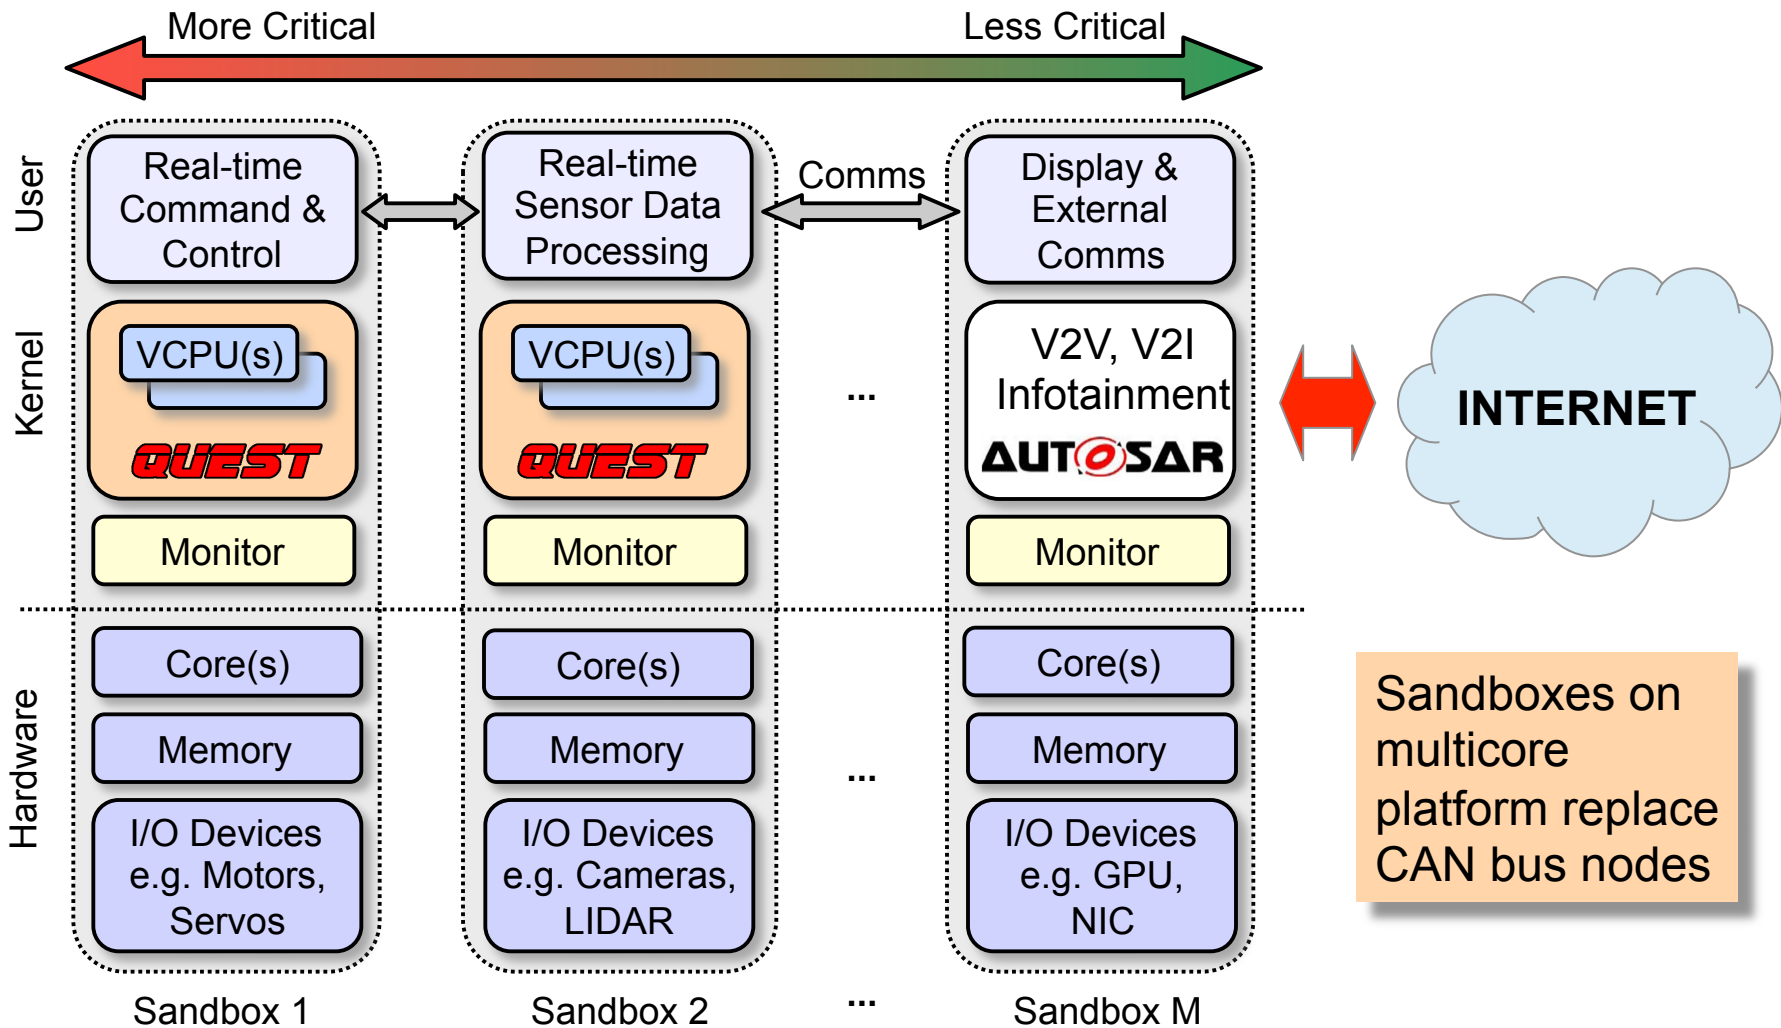 More Critical
Less Critical
User
Real-time
Command &
Control
Real-time
Sensor Data
Processing
Comms
Display &
External
Comms
Kernel
VCPU(s)
QUEST
VCPU(s)
QUEST
...
V2V, V2I
Infotainment
AUTOSAR
INTERNET
Monitor
Monitor
Monitor
Hardware
Core(s)
Core(s)
Core(s)
Memory
Memory
...
Memory
I/O Devices
e.g. Motors,
Servos
I/O Devices
e.g. Cameras,
LIDAR
I/O Devices
e.g. GPU,
NIC
Sandboxes on
multicore
platform replace
CAN bus nodes
Sandbox 1
Sandbox 2
...
Sandbox M